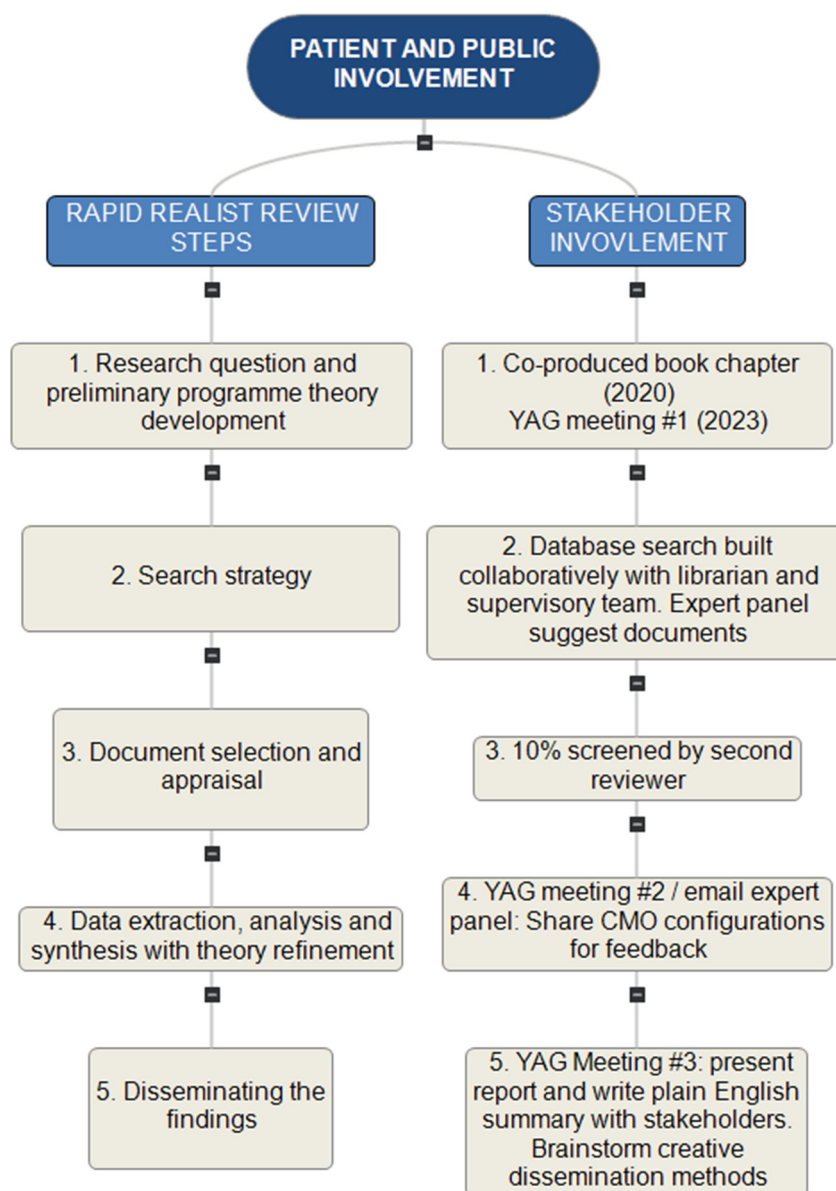 PATIENT AND PUBLIC
INVOLVEMENT
RAPID REALIST REVIEW
STEPS
1. Research question and
preliminary programme theory
development
2. Search strategy
3. Document selection and
appraisal
4. Data extraction, analysis and
synthesis with theory refinement
5. Disseminating the
findings
STAKEHOLDER
INVOVLEMENT
1. Co-produced book chapter
(2020)
YAG meeting #1 (2023)
2. Database search built
collaboratively with librarian and
supervisory team. Expert panel
suggest documents
3. 10% screened by second
reviewer
4. YAG meeting #2 / email expert
panel: Share CMO configurations
for feedback
5. YAG Meeting #3: present
report and write plain English
summary with stakeholders.
Brainstorm creative
dissemination methods